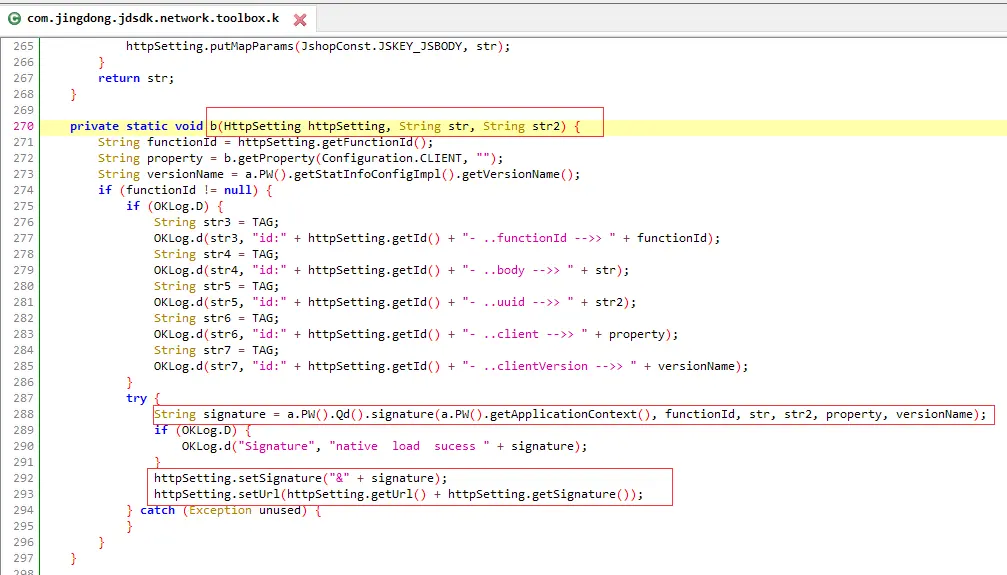 com.jingdong.jdsdk.network.toolbox.k
265 httpSetting.putMapParams(JshopConst.JSKEY_JSBODY, str);
266 }
267 return str;
268 }
269
270 private static void b(HttpSetting httpSetting, String str, String str2) {
271 String functionId = httpSetting.getFunctionId();
272 String property = b.getProperty(Configuration.CLIENT, "");
273 String versionName = a.PW().getStatInfoConfigImpl().getVersionName();
274 if (functionId != null) {
275 if (OKLog.D) {
276 String str3 = TAG;
277 OKLog.d(str3, "id:" + httpSetting.getId() + "- ..functionId -->> " + functionId);
278 String str4 = TAG;
279 OKLog.d(str4, "id:" + httpSetting.getId() + "- ..body -->> " + str);
280 String str5 = TAG;
281 OKLog.d(str5, "id:" + httpSetting.getId() + "- ..uuid -->> " + str2);
282 String str6 = TAG;
283 OKLog.d(str6, "id:" + httpSetting.getId() + "- ..client -->> " + property);
284 String str7 = TAG;
285 OKLog.d(str7, "id:" + httpSetting.getId() + "- ..clientVersion -->> " + versionName);
286 }
287 try {
288 String signature = a.PW().Qd().signature(a.PW().getApplicationContext(), functionId, str, str2, property, versionName);
289 if (OKLog.D) {
290 OKLog.d("Signature", "native  load  sucess " + signature);
291 }
292 httpSetting.setSignature("&" + signature);
293 httpSetting.setUrl(httpSetting.getUrl() + httpSetting.getSignature());
294 } catch (Exception unused) {
295 }
296 }
297 }
298